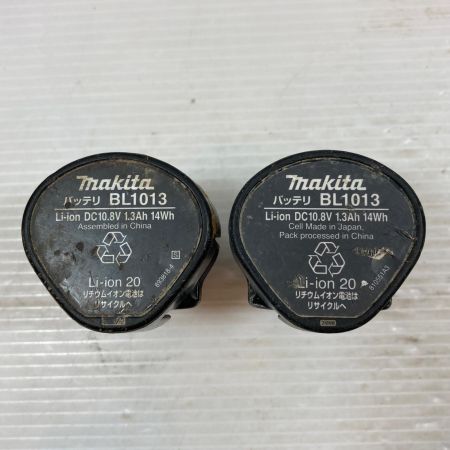 makita
バッテリ BL1013
Li-ion DC10.8V 1.3Ah 14Wh
Assembled in China
Li-ion 20
リチウムイオン電池は
リサイクルへ
makita
バッテリ BL1013
Li-ion DC10.8V 1.3Ah 14Wh
Cell Made in Japan,
Pack processed in China
Li-ion 20
リチウムイオン電池は
リサイクルへ